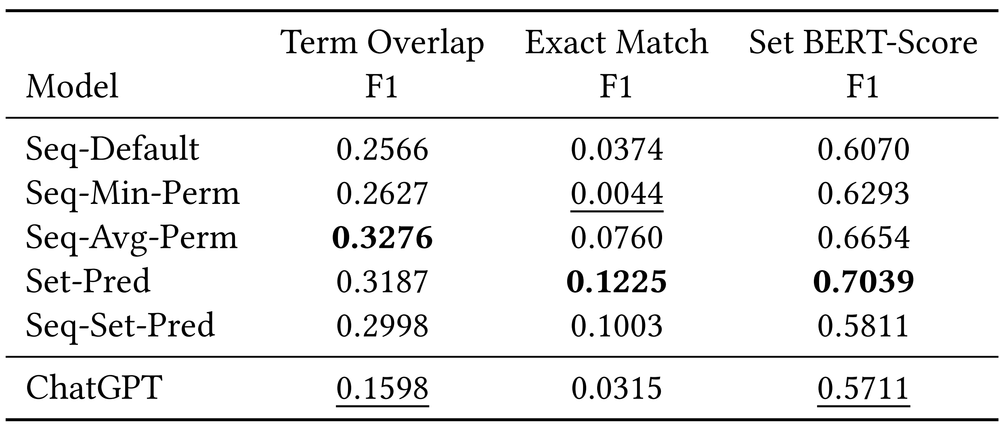 Term Overlap Exact Match Set BERT-Score
Model F1 F1 F1
Seq-Default 0.2566 0.0374 0.6070
Seq-Min-Perm 0.2627 0.0044 0.6293
Seq-Avg-Perm 0.3276 0.0760 0.6654
Set-Pred 0.3187 0.1225 0.7039
Seq-Set-Pred 0.2998 0.1003 0.5811
ChatGPT 0.1598 0.0315 0.5711